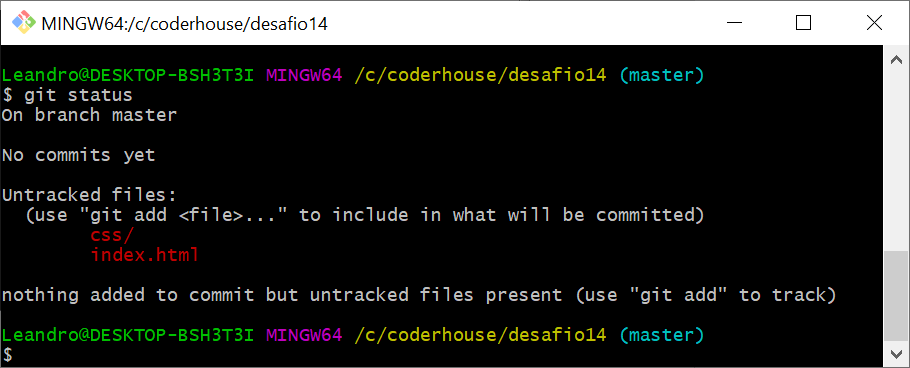 MINGW64:/c/coderhouse/desafio14
Leandro@DESKTOP-BSH3T3I MINGW64 /c/coderhouse/desafio14 (master)
$ git status
On branch master
No commits yet
Untracked files:
  (use "git add <file>..." to include in what will be committed)
        css/
        index.html
nothing added to commit but untracked files present (use "git add" to track)
Leandro@DESKTOP-BSH3T3I MINGW64 /c/coderhouse/desafio14 (master)
$